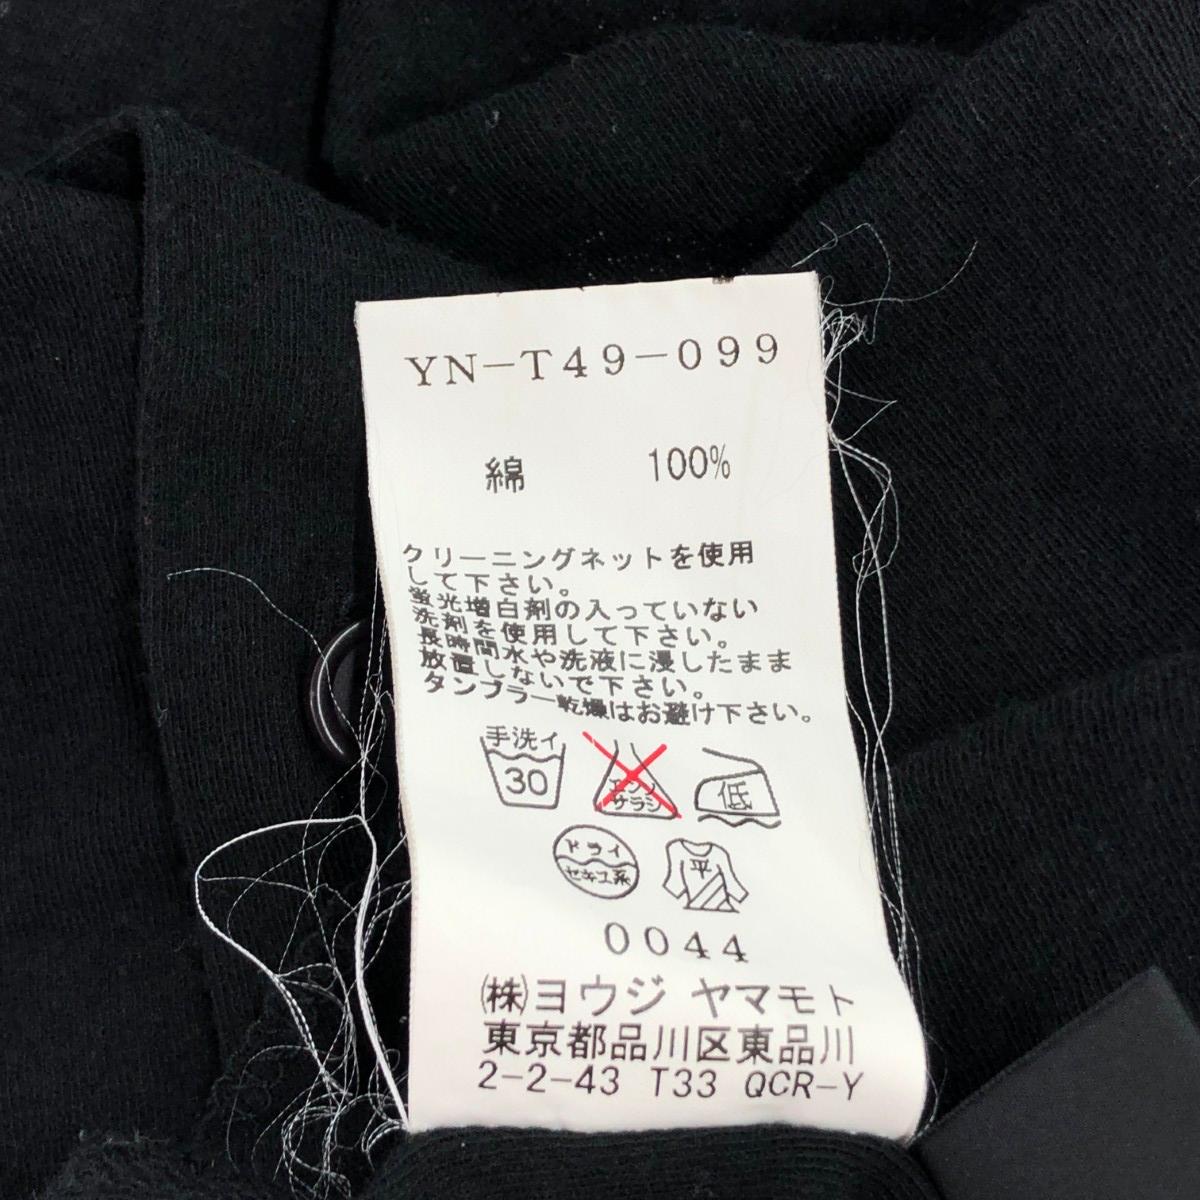 YN-T49-099
綿 100%
クリーニングネットを使用
して下さい。
蛍光増白剤の入っていない
洗剤を使用して下さい。
長時間水や洗液に浸したまま
放置しないで下さい。
タンブラー乾燥はお避け下さい。
手洗イ
30
エンソ
サラシ
低
ドライ
セキユ系
平
0044
(株)ヨウジ ヤマモト
東京都品川区東品川
2-2-43 T33 QCR-Y